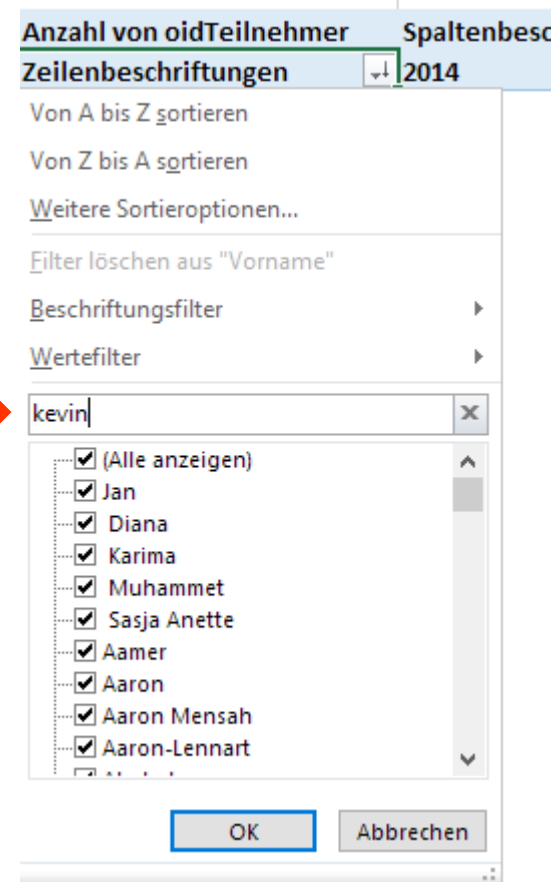 Anzahl von oidTeilnehmer Spaltenbesc
Zeilenbeschriftungen 2014
Von A bis Z sortieren
Von Z bis A sortieren
Weitere Sortieroptionen...
Filter löschen aus "Vorname"
Beschriftungsfilter
Wertefilter
kevin
(Alle anzeigen)
Jan
Diana
Karima
Muhammet
Sasja Anette
Aamer
Aaron
Aaron Mensah
Aaron-Lennart
OK Abbrechen